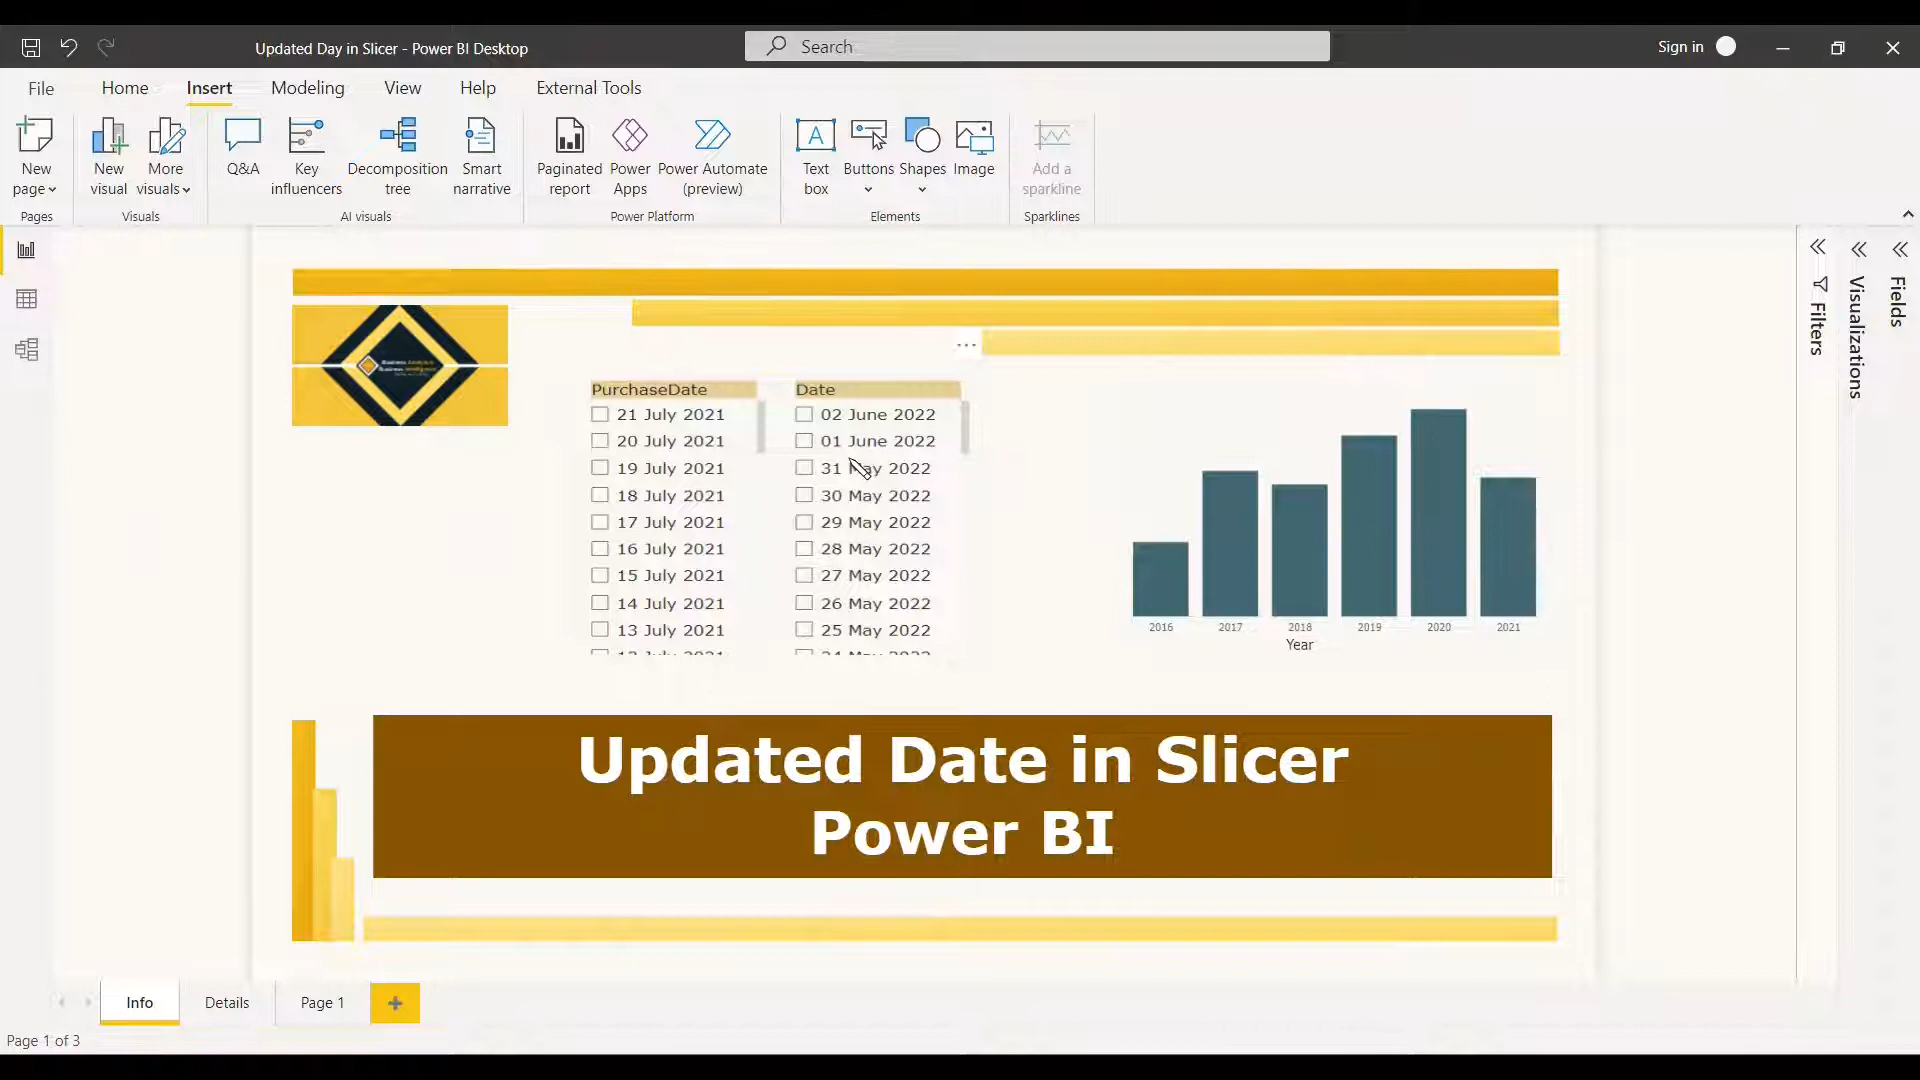 Updated Day in Slicer - Power BI Desktop
Search
Sign in
File
Home
Insert
Modeling
View
Help
External Tools
New
page
New
visual
More
visuals
Q&A
Key
influencers
Decomposition
tree
Smart
narrative
Paginated
report
Power
Apps
Power Automate
(preview)
Text
box
Buttons
Shapes
Image
Add a
sparkline
Pages
Visuals
AI visuals
Power Platform
Elements
Sparklines
Filters
Visualizations
Fields
PurchaseDate
21 July 2021
20 July 2021
19 July 2021
18 July 2021
17 July 2021
16 July 2021
15 July 2021
14 July 2021
13 July 2021
Date
02 June 2022
01 June 2022
31 May 2022
30 May 2022
29 May 2022
28 May 2022
27 May 2022
26 May 2022
25 May 2022
2016 2017 2018 2019 2020 2021
Year
Updated Date in Slicer
Power BI
Info
Details
Page 1
Page 1 of 3